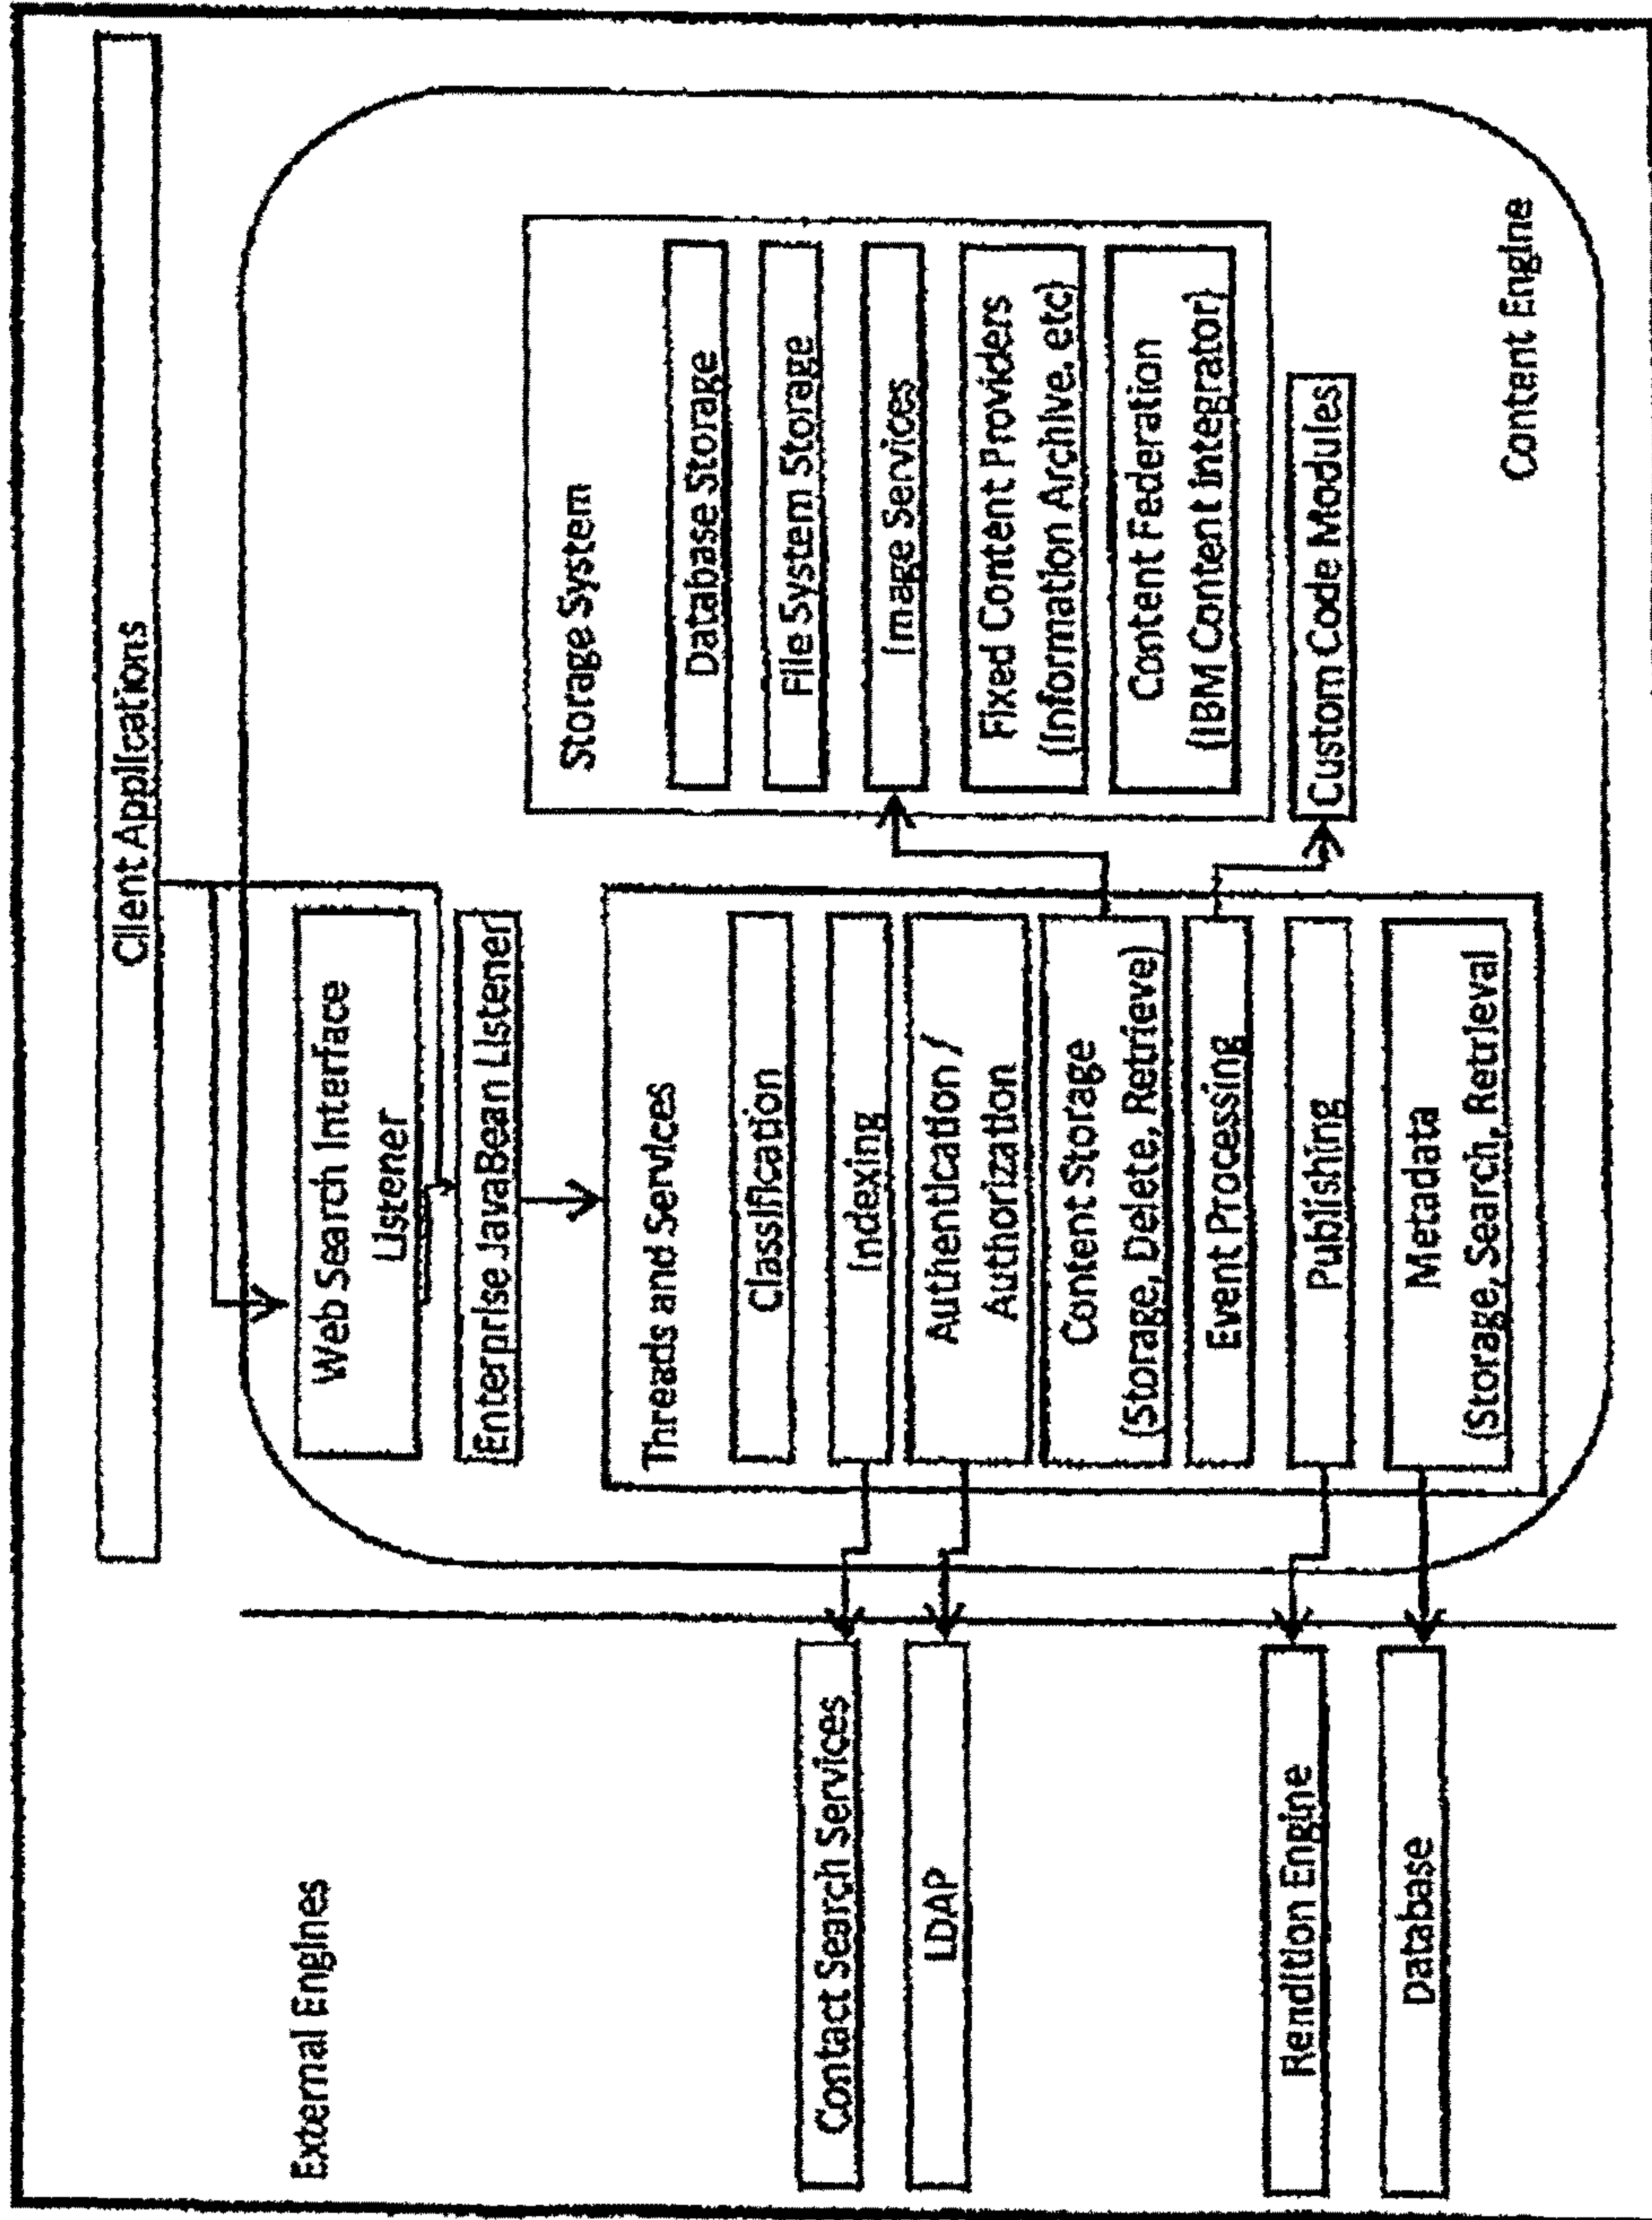 Client Applications
External Engines
Web Search Interface
Listener
Enterprise JavaBean Listener
Threads and Services
Classification
Indexing
Authentication /
Authorization
Content Storage
(Storage, Delete, Retrieve)
Event Processing
Publishing
Metadata
(Storage, Search, Retrieval
Storage System
Database Storage
File System Storage
Image Services
Fixed Content Providers
(Information Archive, etc)
Content Federation
(IBM Content Integrator)
Custom Code Modules
Content Engine
Contact Search Services
LDAP
Rendition Engine
Database